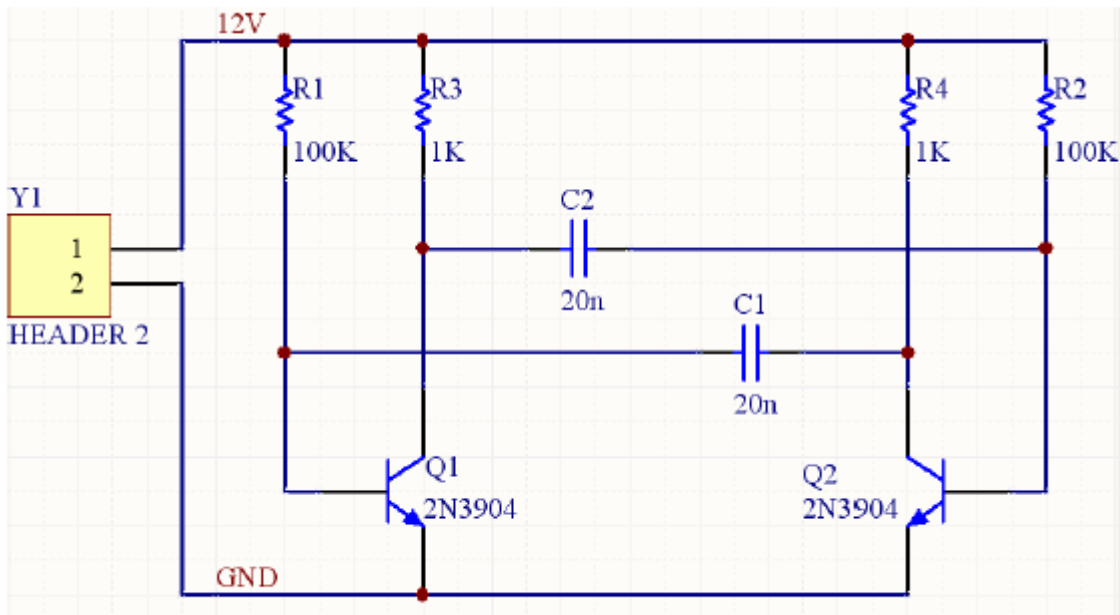 12V
R1
R3
R4
R2
100K
1K
1K
100K
Y1
C2
1
2
20n
C1
HEADER 2
20n
Q1
Q2
2N3904
2N3904
GND